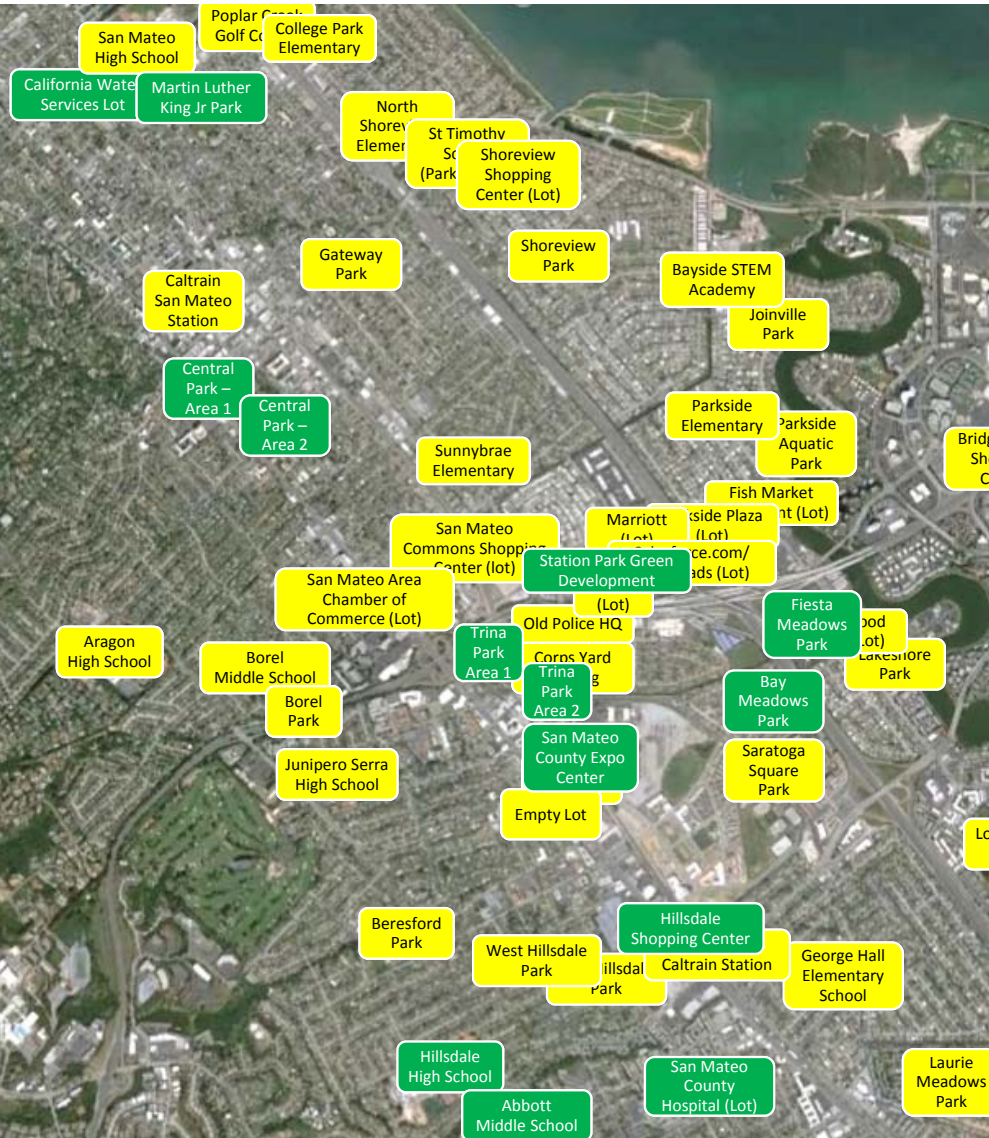 Poplar
Golf
College Park
Elementary
San Mateo
High School
California
Services Lot
Martin Luther
King Jr Park
North
St Timothy
Shoreview
Shopping
Center (Lot)
Gateway
Park
Shoreview
Park
Bayside STEM
Academy
Joinville
Park
Caltrain
San Mateo
Station
Central
Park –
Area 1
Central
Park –
Area 2
Parkside
Elementary
Parkside
Aquatic
Park
Sunnybrae
Elementary
Fish Market
(Lot)
Plaza
(Lot)
Marriott
(Lot)
San Mateo
Commons Shopping
Center (lot)
Station Park Green
Development
(Lot)
(Lot)
San Mateo Area
Chamber of
Commerce (Lot)
Fiesta
Meadows
Park
Old Police HQ
Trina
Park
Area 1
Corps Yard
Trina
Park
Area 2
Lakeshore
Park
Aragon
High School
Borel
Middle School
Borel
Park
Bay
Meadows
Park
San Mateo
County Expo
Center
Saratoga
Square
Park
Junipero Serra
High School
Empty Lot
Beresford
Park
Hillsdale
Shopping Center
Caltrain Station
West Hillsdale
Park
Park
George Hall
Elementary
School
Hillsdale
High School
Abbott
Middle School
San Mateo
County
Hospital (Lot)
Laurie
Meadows
Park